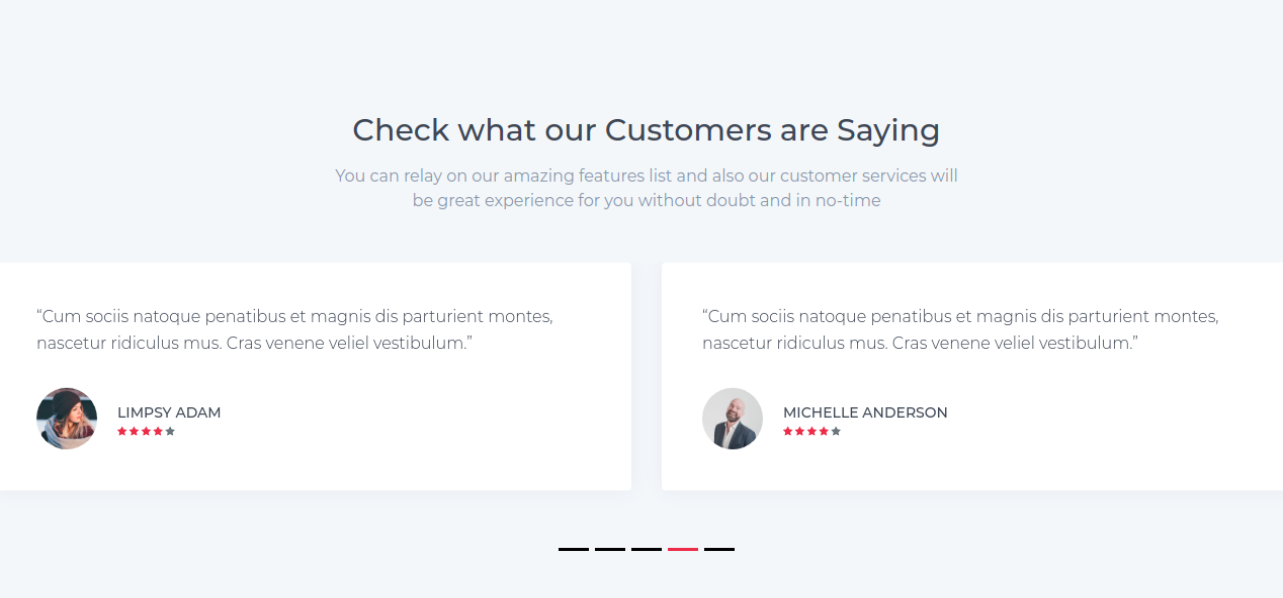 Check what our Customers are Saying
You can relay on our amazing features list and also our customer services will
be great experience for you without doubt and in no-time
“Cum sociis natoque penatibus et magnis dis parturient montes,
nascetur ridiculus mus. Cras venene veliel vestibulum.”
LIMPSY ADAM
“Cum sociis natoque penatibus et magnis dis parturient montes,
nascetur ridiculus mus. Cras venene veliel vestibulum.”
MICHELLE ANDERSON